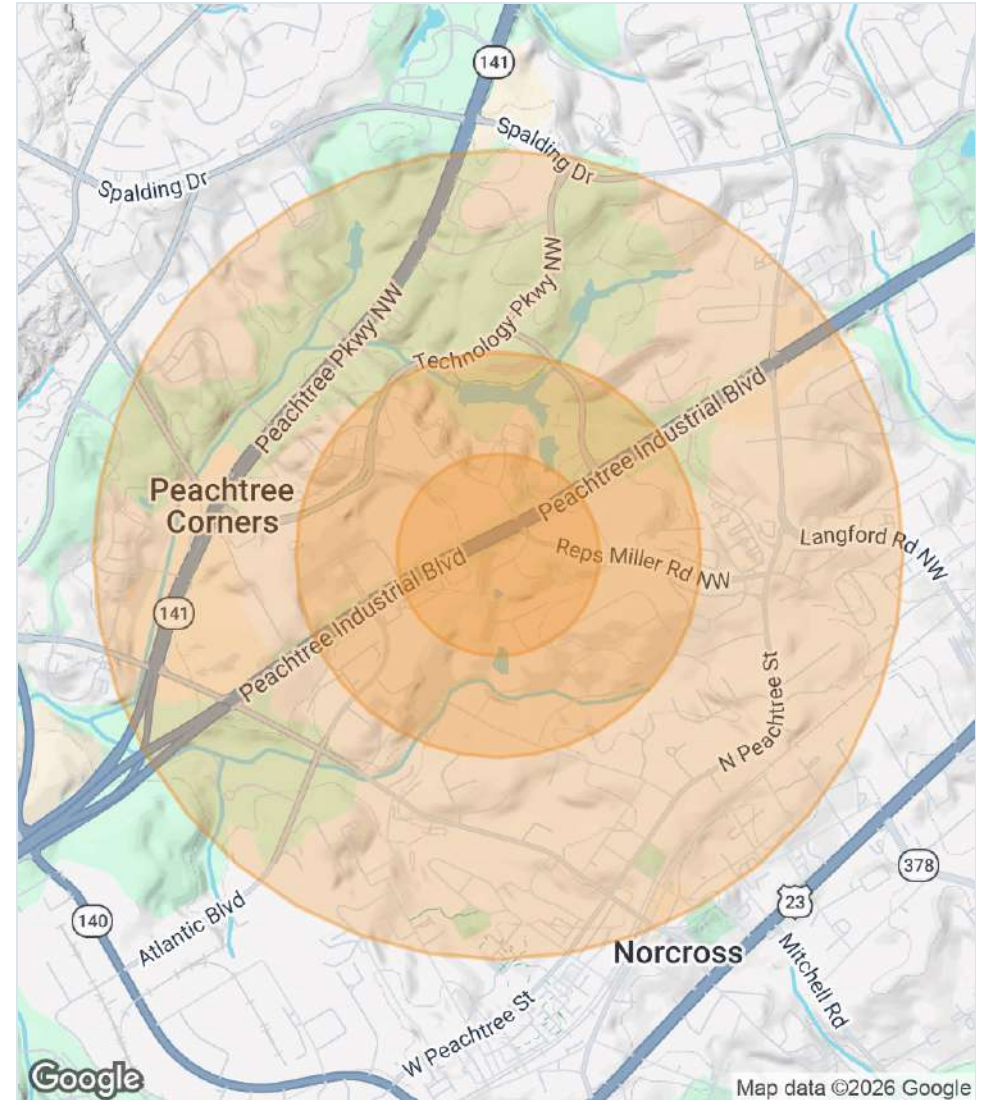 141
Spalding Dr
Spalding Dr
Peachtree Pkwy NW
Technology Pkwy NW
Peachtree Industrial Blvd
Peachtree
Corners
Peachtree Industrial Blvd
Reps Miller Rd NW
Langford Rd NW
141
Peachtree Industrial Blvd
N Peachtree St
378
140
Atlantic Blvd
23
Norcross
Mitchell Rd
W Peachtree St
Google
Map data ©2026 Google